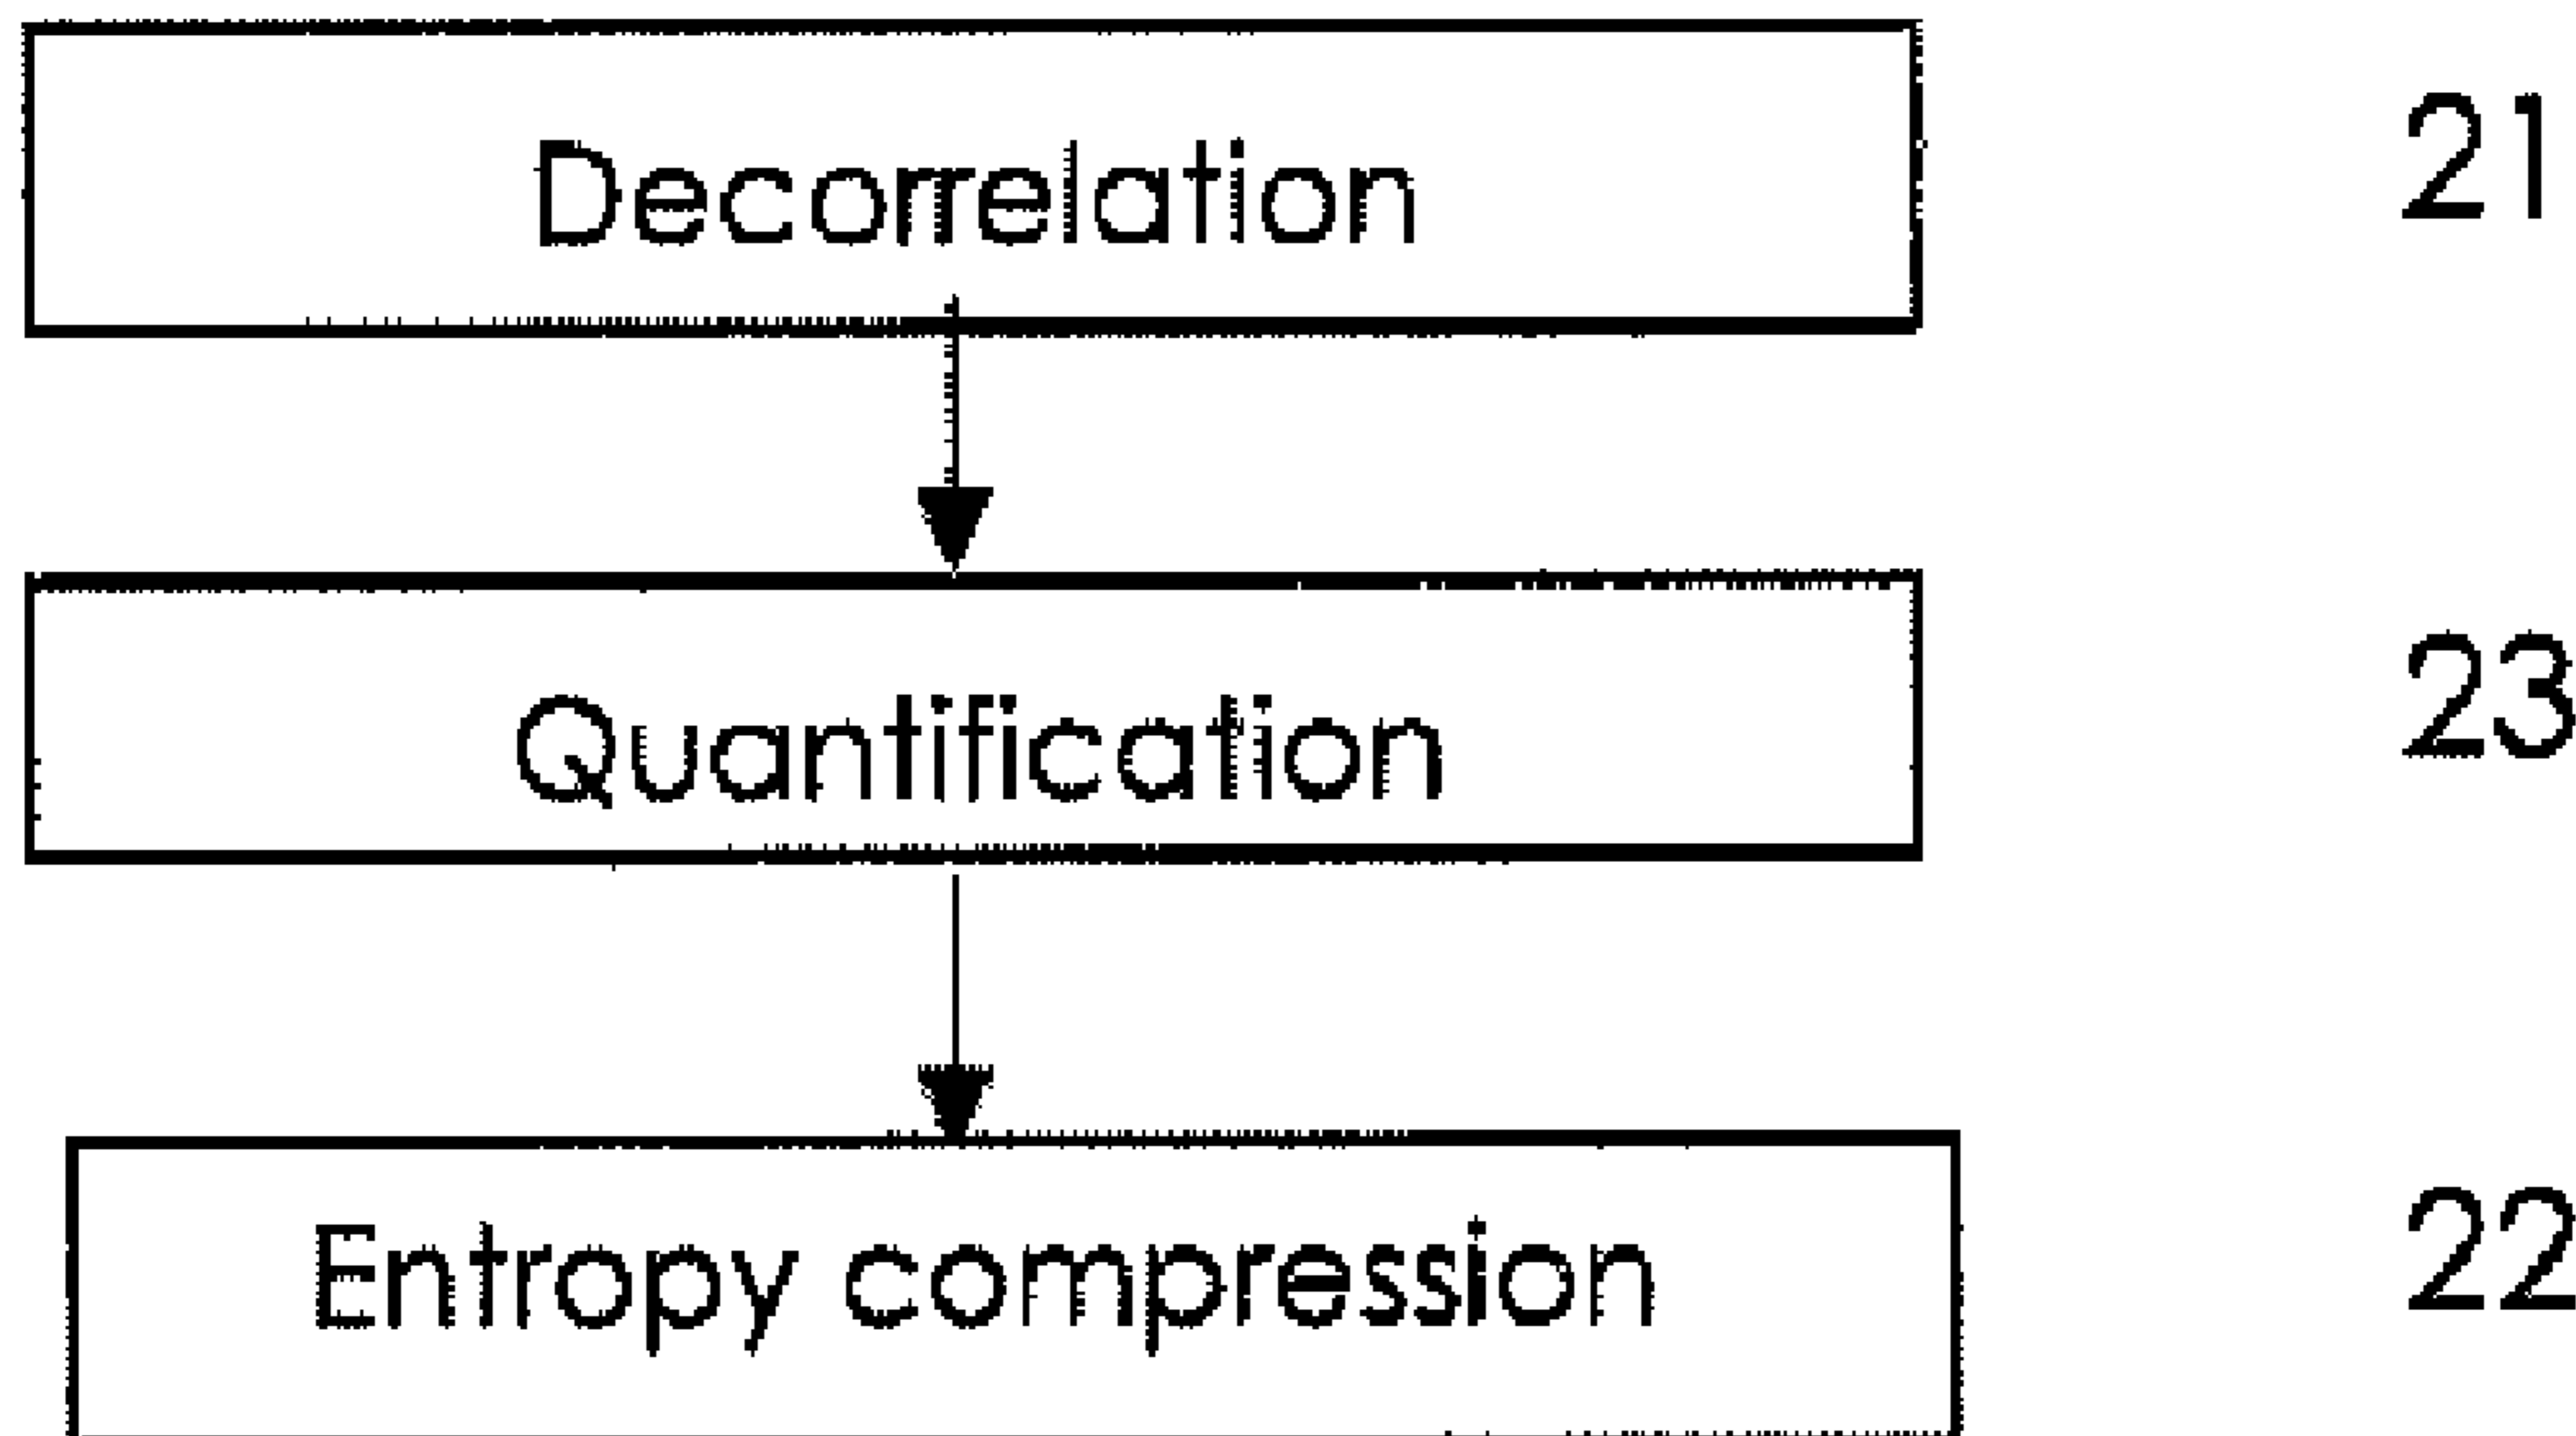 Decorrelation 21
Quantification 23
Entropy compression 22